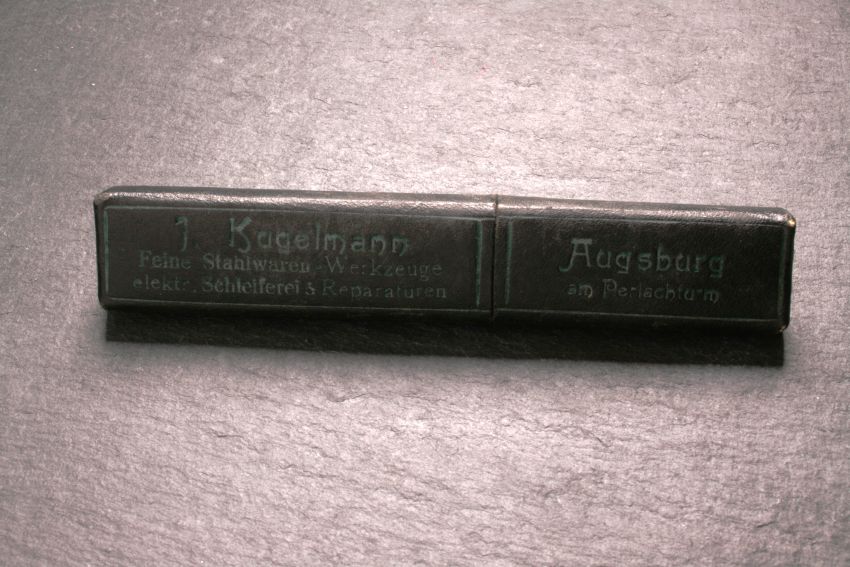 J. Kugelmann
Feine Stahlwaren-Werkzeuge
elektr. Schleiferei & Reparaturen
Augsburg
am Perlachturm